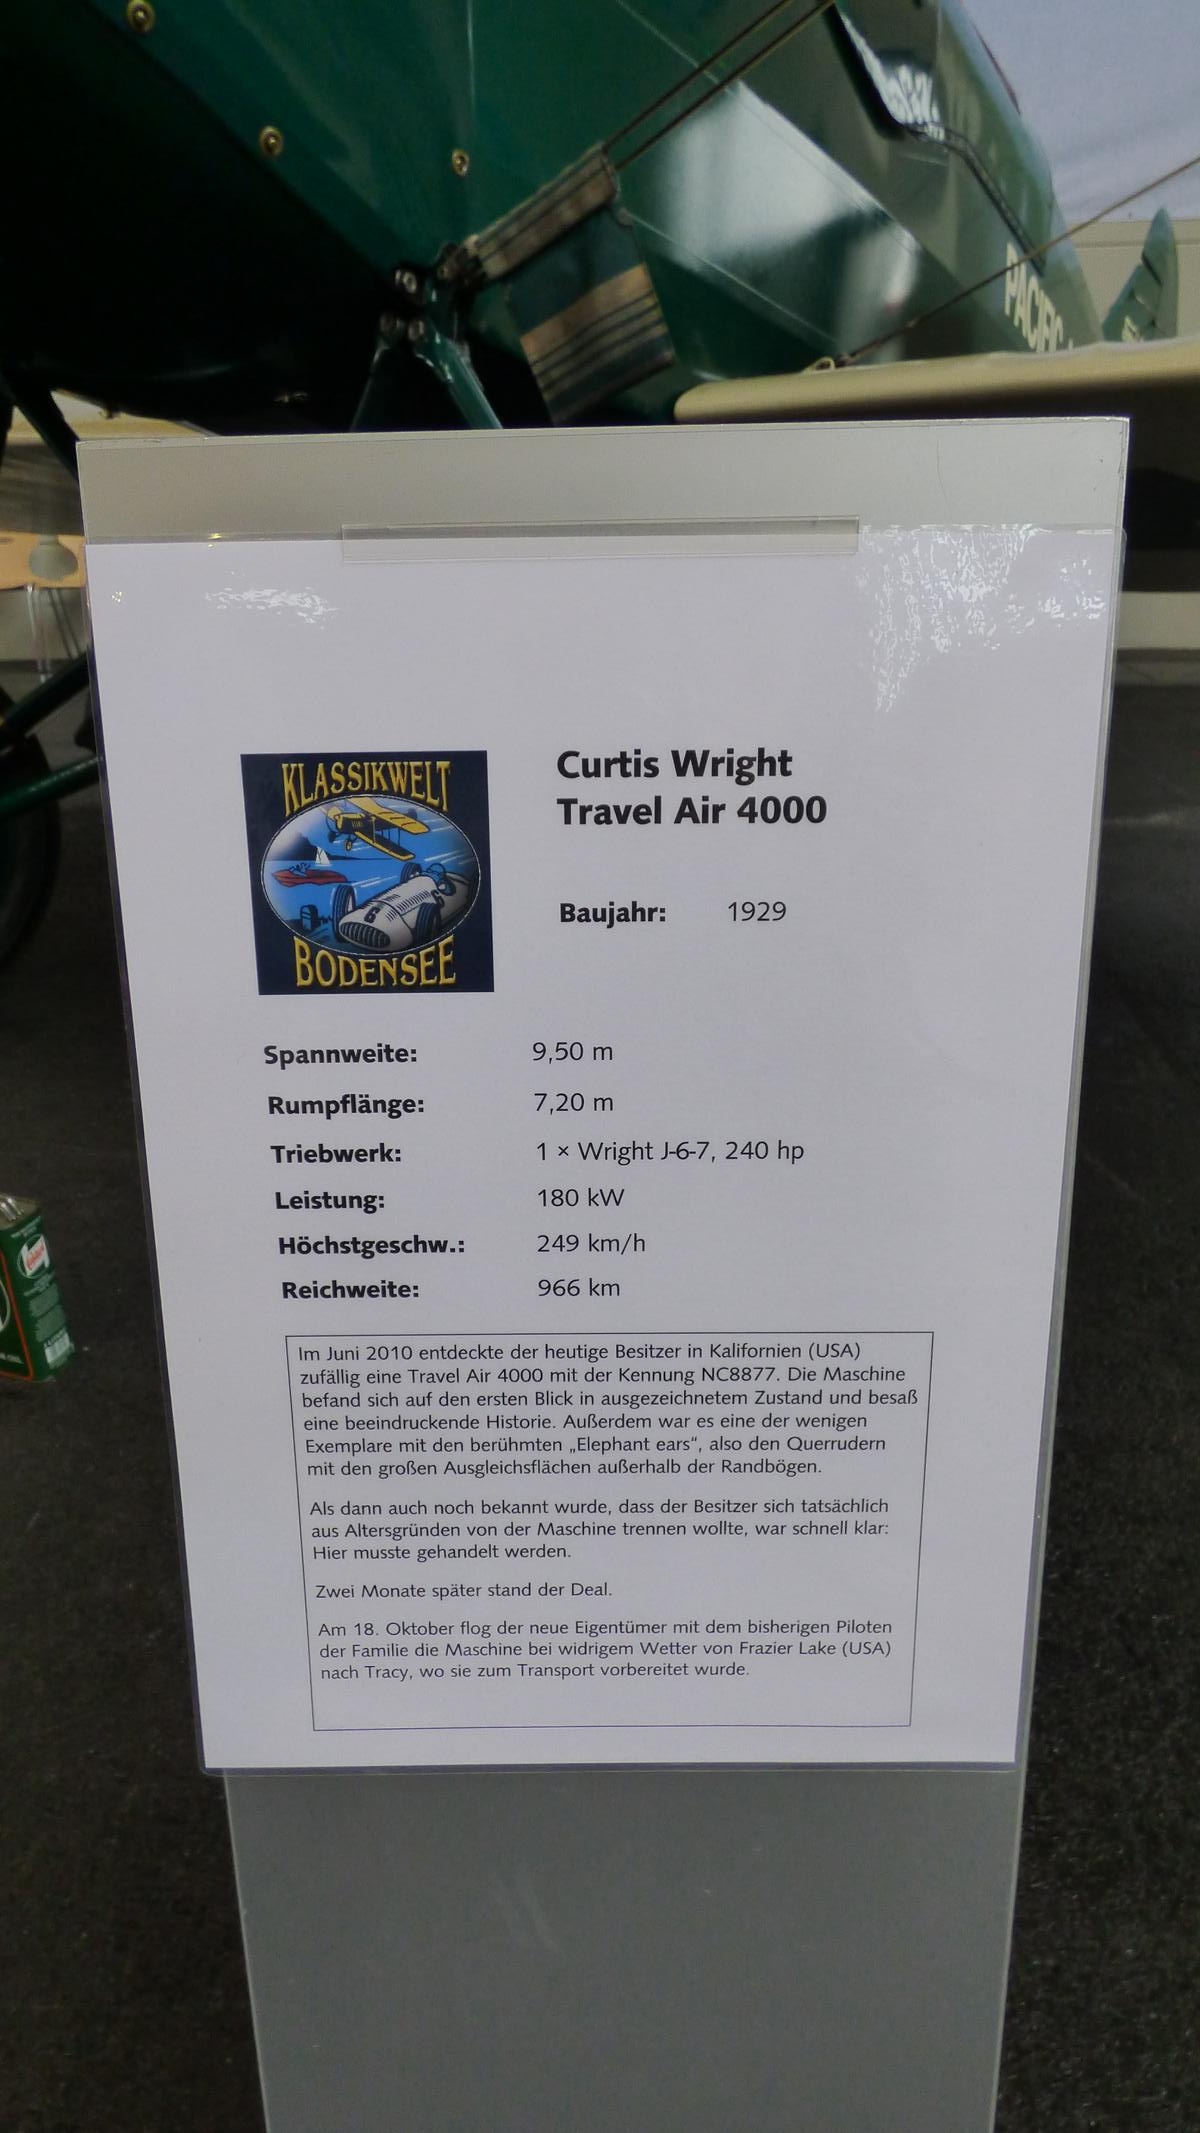 PACIFIC
KLASSIKWELT
BODENSEE
Curtis Wright
Travel Air 4000
Baujahr: 1929
Spannweite: 9,50 m
Rumpflänge: 7,20 m
Triebwerk: 1 × Wright J-6-7, 240 hp
Leistung: 180 kW
Höchstgeschw.: 249 km/h
Reichweite: 966 km
Im Juni 2010 entdeckte der heutige Besitzer in Kalifornien (USA)
zufällig eine Travel Air 4000 mit der Kennung NC8877. Die Maschine
befand sich auf den ersten Blick in ausgezeichnetem Zustand und besaß
eine beeindruckende Historie. Außerdem war es eine der wenigen
Exemplare mit den berühmten „Elephant ears“, also den Querrudern
mit den großen Ausgleichsflächen außerhalb der Randbögen.
Als dann auch noch bekannt wurde, dass der Besitzer sich tatsächlich
aus Altersgründen von der Maschine trennen wollte, war schnell klar:
Hier musste gehandelt werden.
Zwei Monate später stand der Deal.
Am 18. Oktober flog der neue Eigentümer mit dem bisherigen Piloten
der Familie die Maschine bei widrigem Wetter von Frazier Lake (USA)
nach Tracy, wo sie zum Transport vorbereitet wurde.